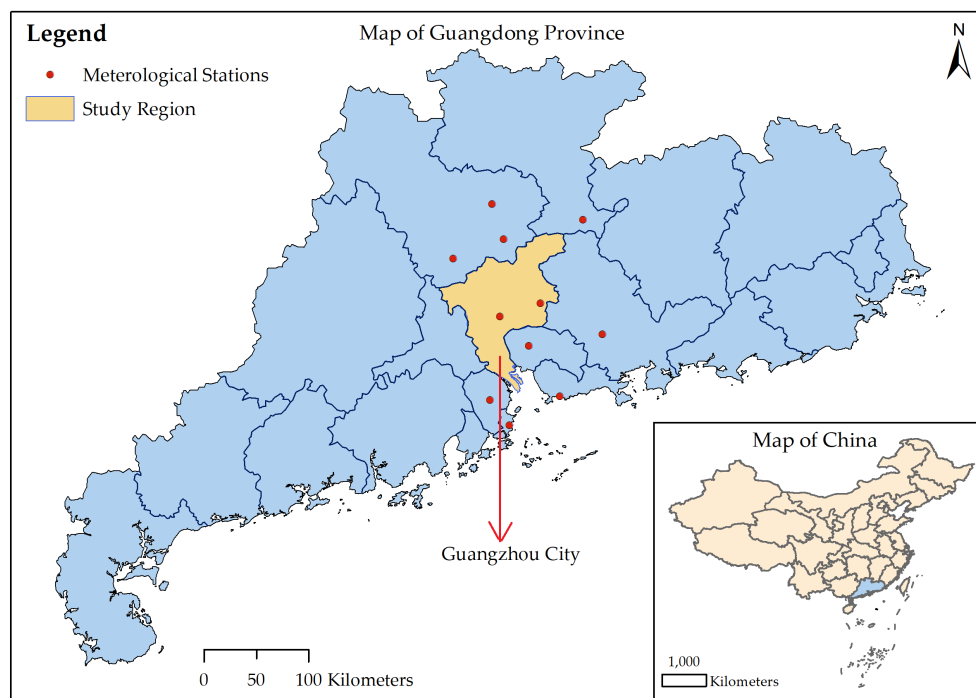 Legend
Map of Guangdong Province
N
Meterological Stations
Study Region
Guangzhou City
Map of China
0 50 100 Kilometers
1,000
Kilometers